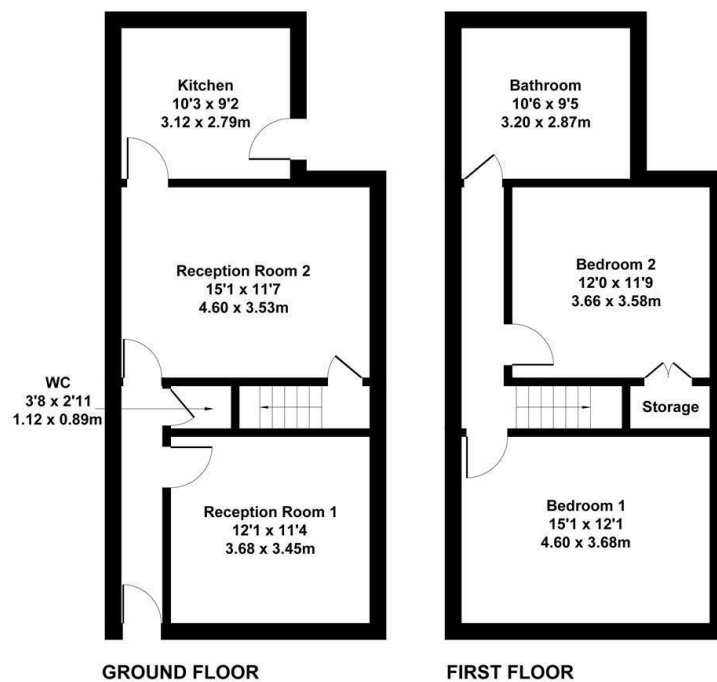 Kitchen
10'3 x 9'2
3.12 x 2.79m
Reception Room 2
15'1 x 11'7
4.60 x 3.53m
WC
3'8 x 2'11
1.12 x 0.89m
Reception Room 1
12'1 x 11'4
3.68 x 3.45m
GROUND FLOOR
Bathroom
10'6 x 9'5
3.20 x 2.87m
Bedroom 2
12'0 x 11'9
3.66 x 3.58m
Storage
Bedroom 1
15'1 x 12'1
4.60 x 3.68m
FIRST FLOOR